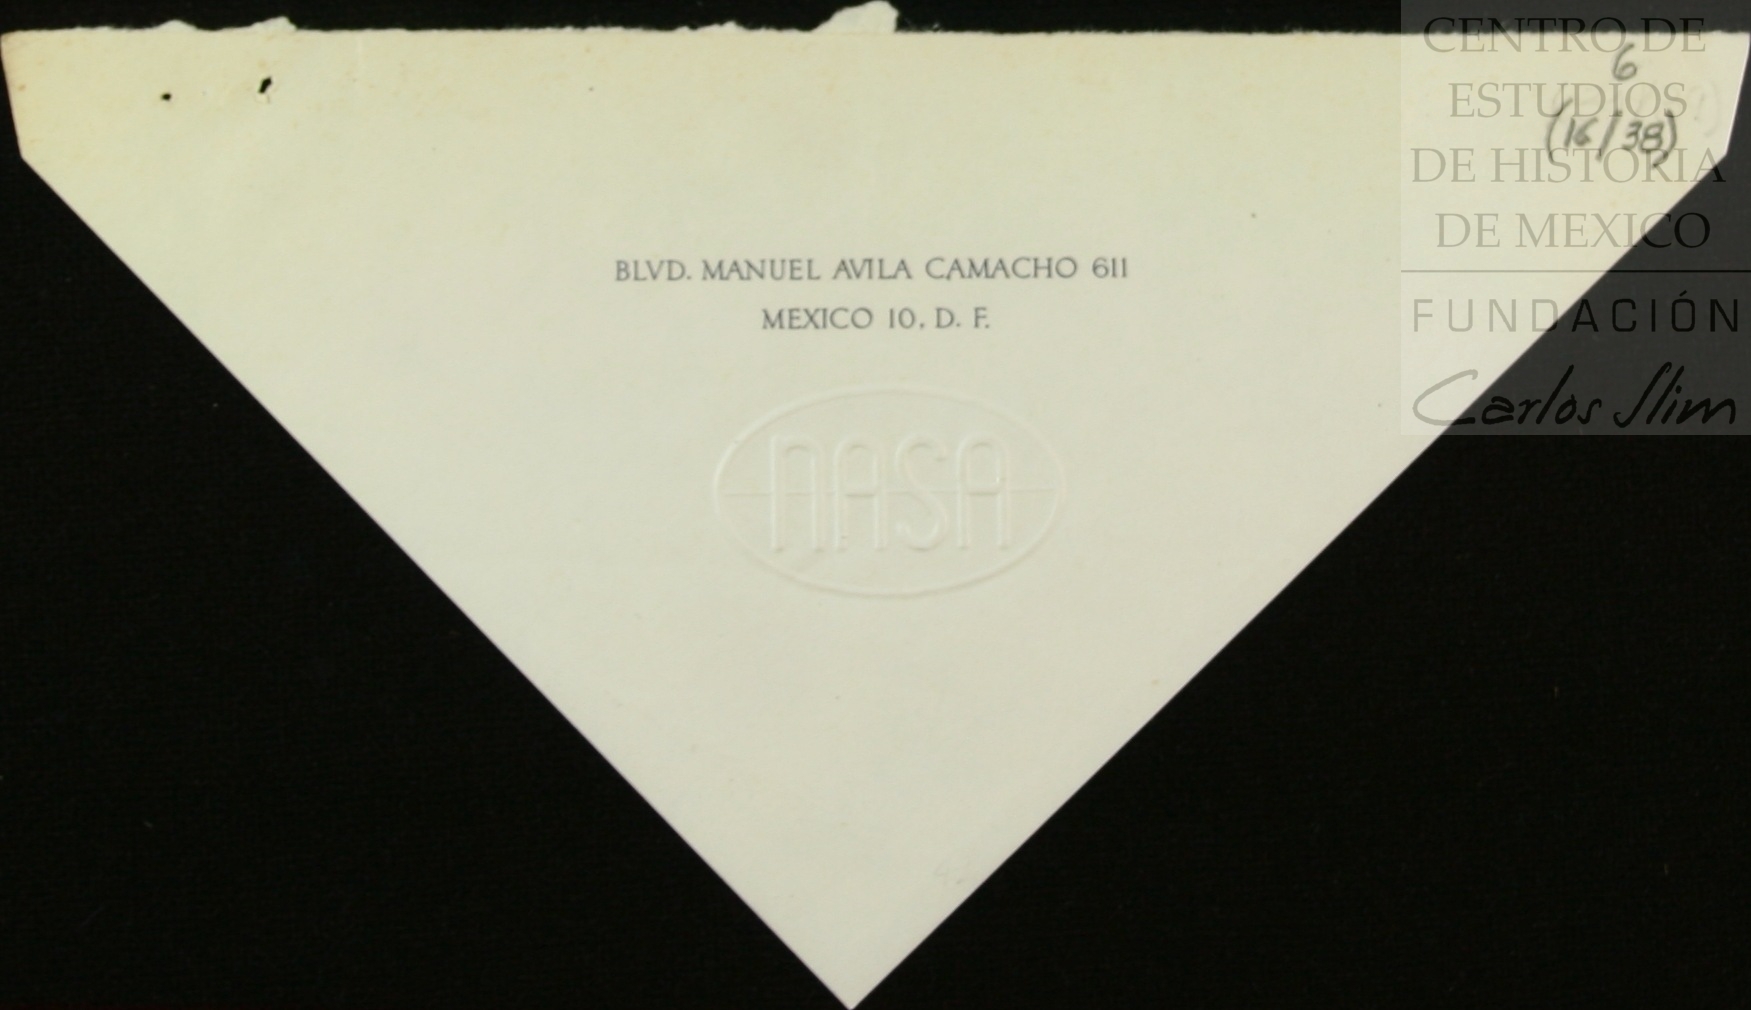 CENTRO DE
ESTUDIOS
DE HISTORIA
DE MEXICO
FUNDACIÓN
Carlos Slim
6
(16/38)
BLVD. MANUEL AVILA CAMACHO 611
MEXICO 10, D. F.
NASA